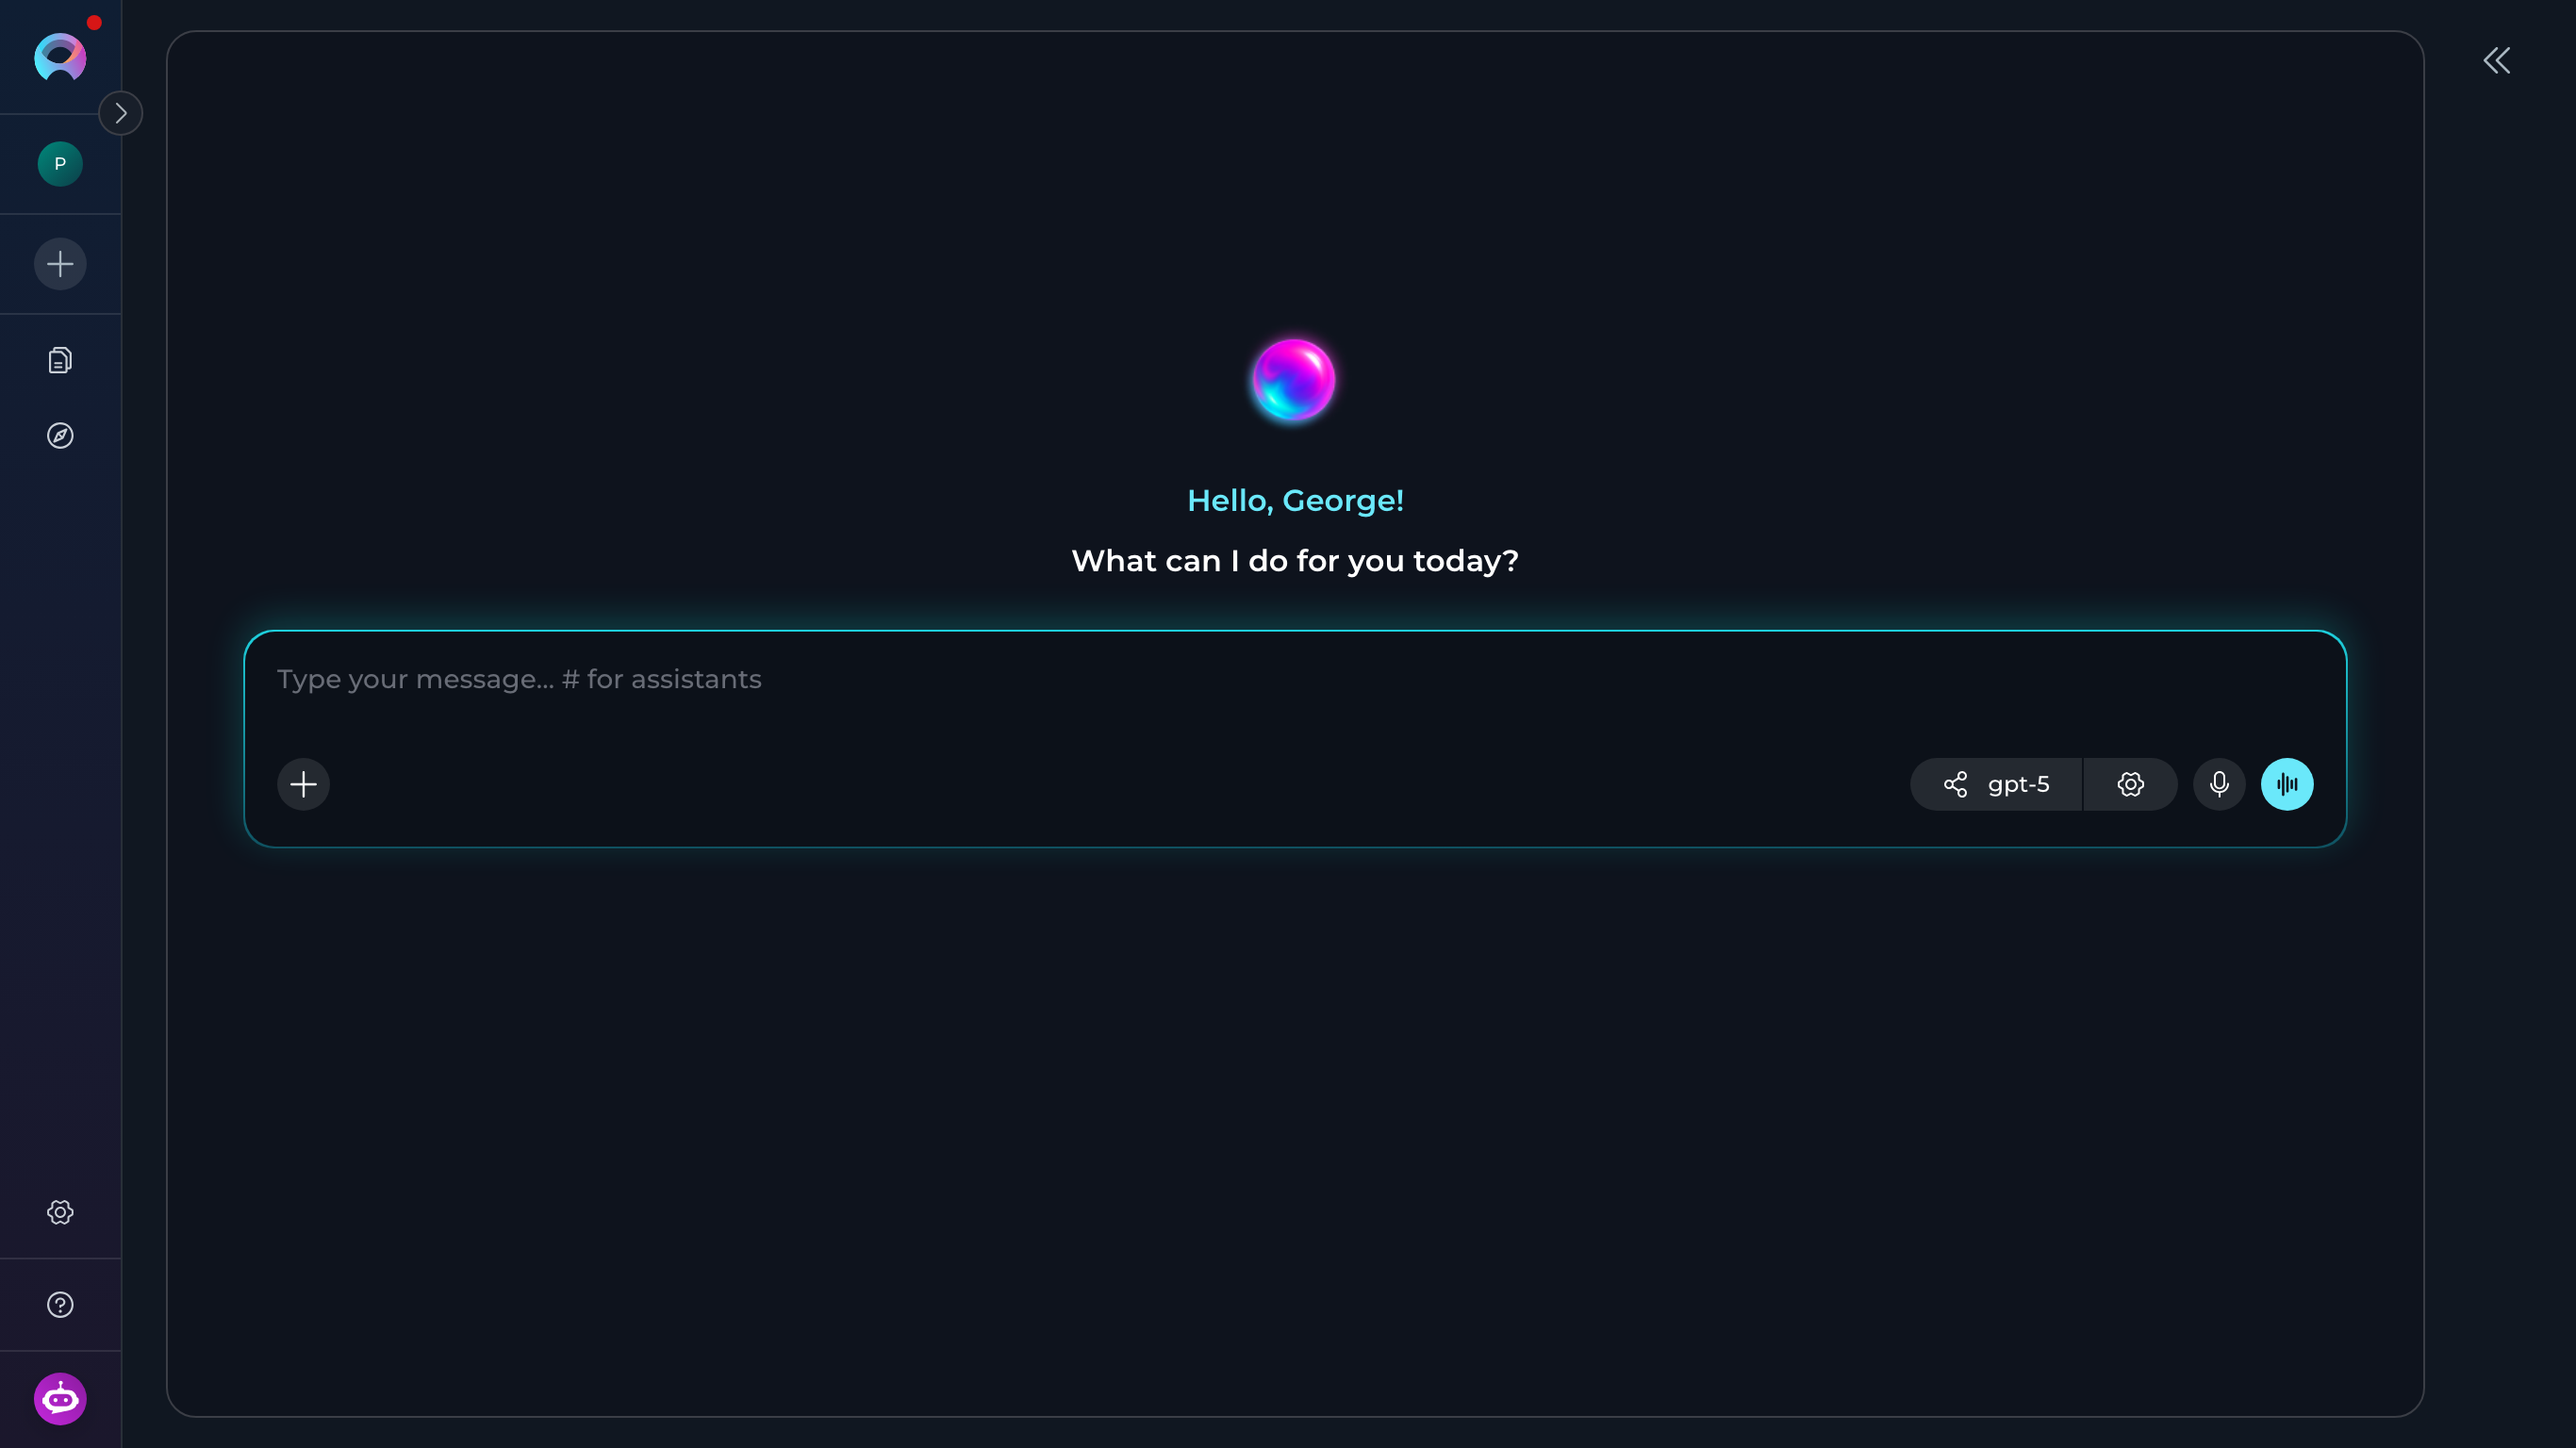 P
Hello, George!
What can I do for you today?
Type your message... # for assistants
gpt-5